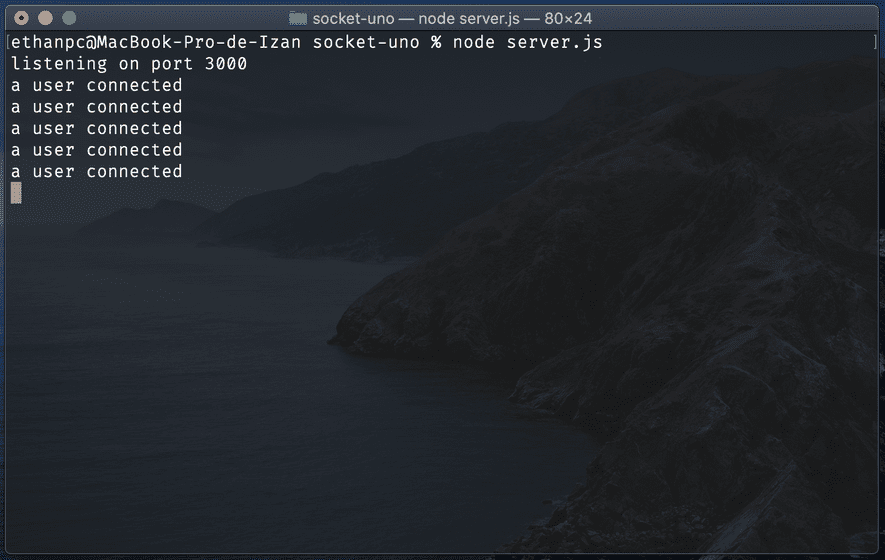 socket-uno — node server.js — 80×24
[ethanpc@MacBook-Pro-de-Izan socket-uno % node server.js ]
listening on port 3000
a user connected
a user connected
a user connected
a user connected
a user connected